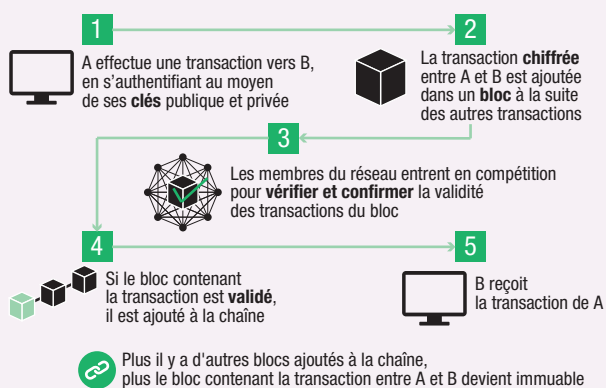 1
A effectue une transaction vers B,
en s'authentifiant au moyen
de ses clés publique et privée
2
La transaction chiffrée
entre A et B est ajoutée
dans un bloc à la suite
des autres transactions
3
Les membres du réseau entrent en compétition
pour vérifier et confirmer la validité
des transactions du bloc
4
Si le bloc contenant
la transaction est validé,
il est ajouté à la chaîne
5
B reçoit
la transaction de A
Plus il y a d'autres blocs ajoutés à la chaîne,
plus le bloc contenant la transaction entre A et B devient immuable